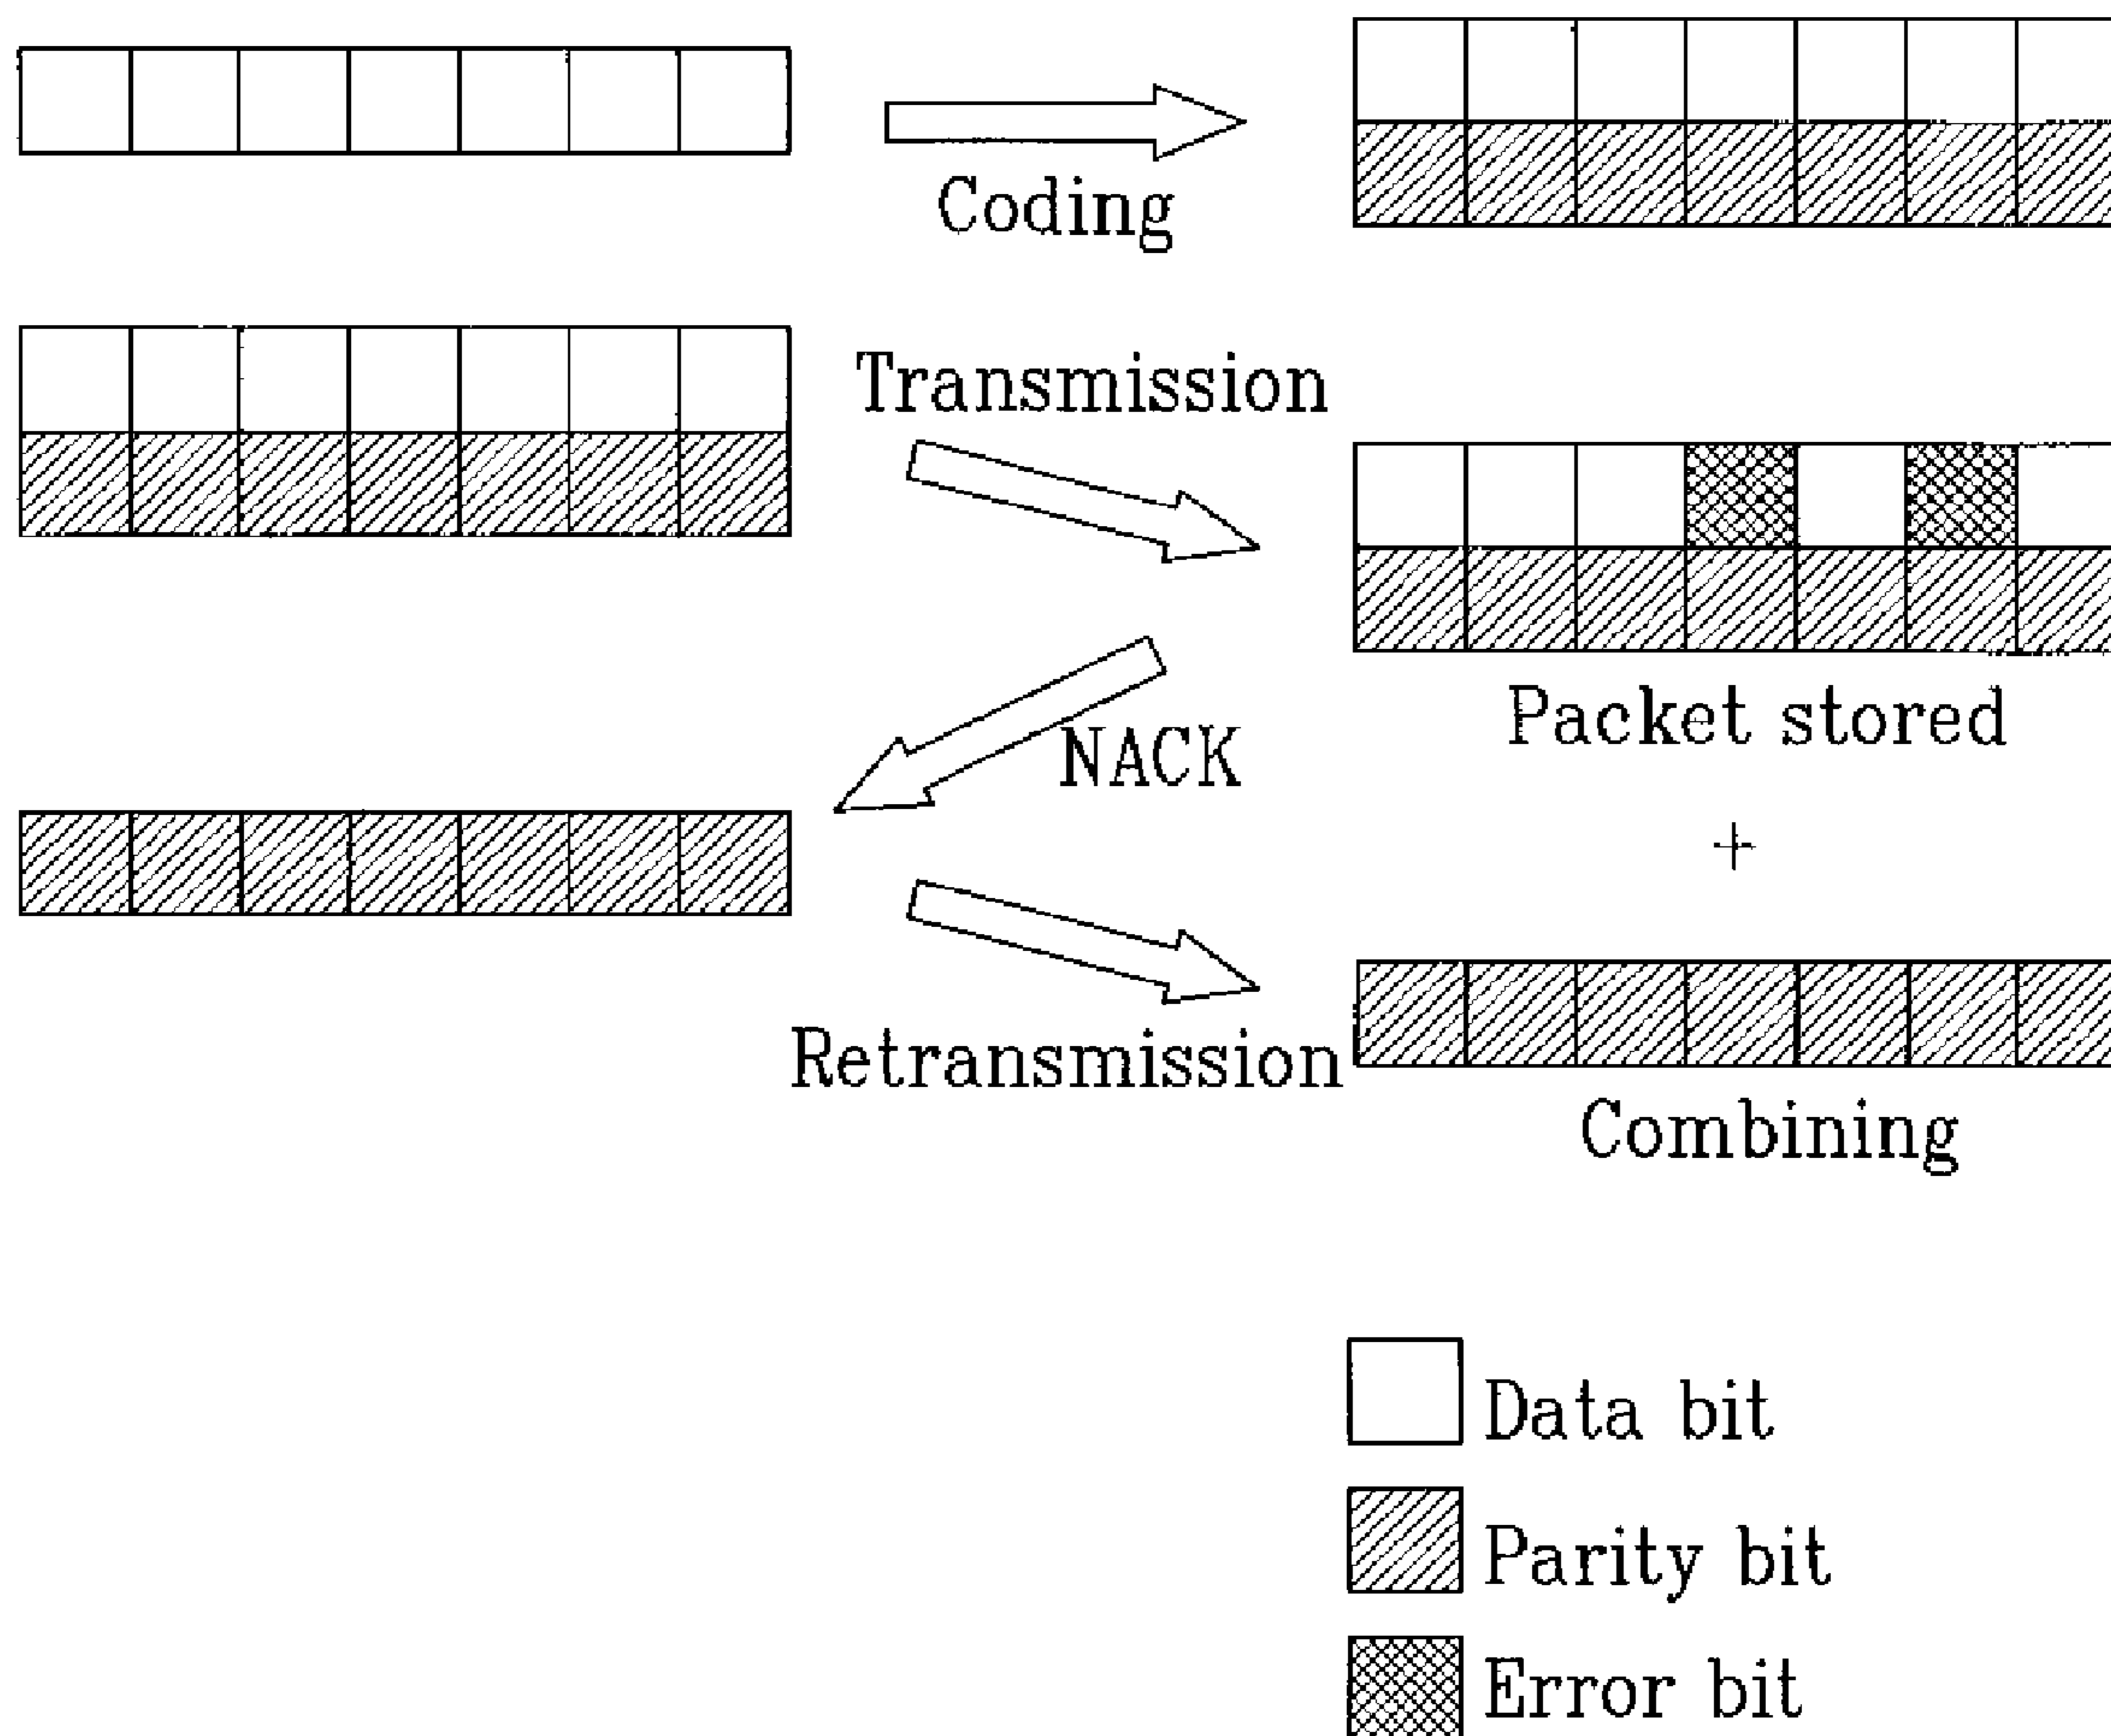 Coding
Transmission
Packet stored
NACK
+
Retransmission
Combining
Data bit
Parity bit
Error bit